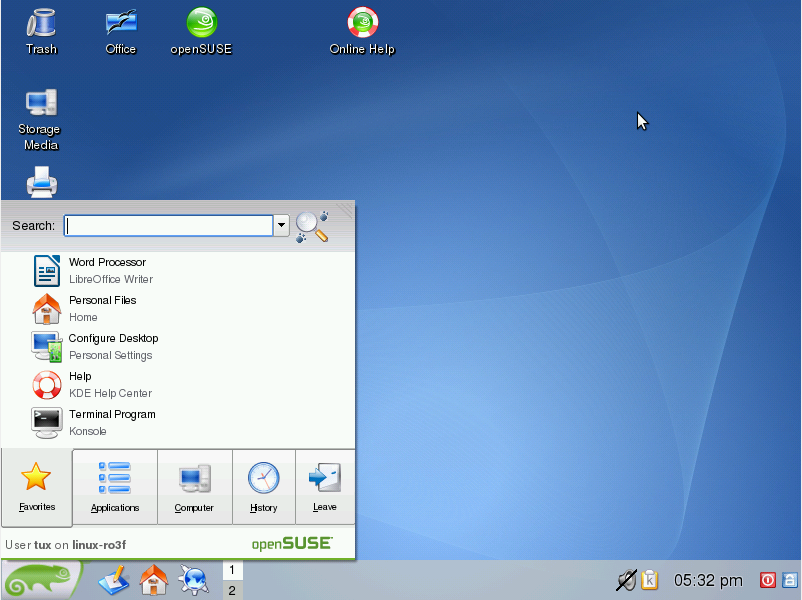 Trash
Office
openSUSE
Online Help
Storage
Media
Search:
Word Processor
LibreOffice Writer
Personal Files
Home
Configure Desktop
Personal Settings
Help
KDE Help Center
Terminal Program
Konsole
Favorites
Applications
Computer
History
Leave
User tux on linux-ro3f
openSUSE
1
2
k
05:32 pm